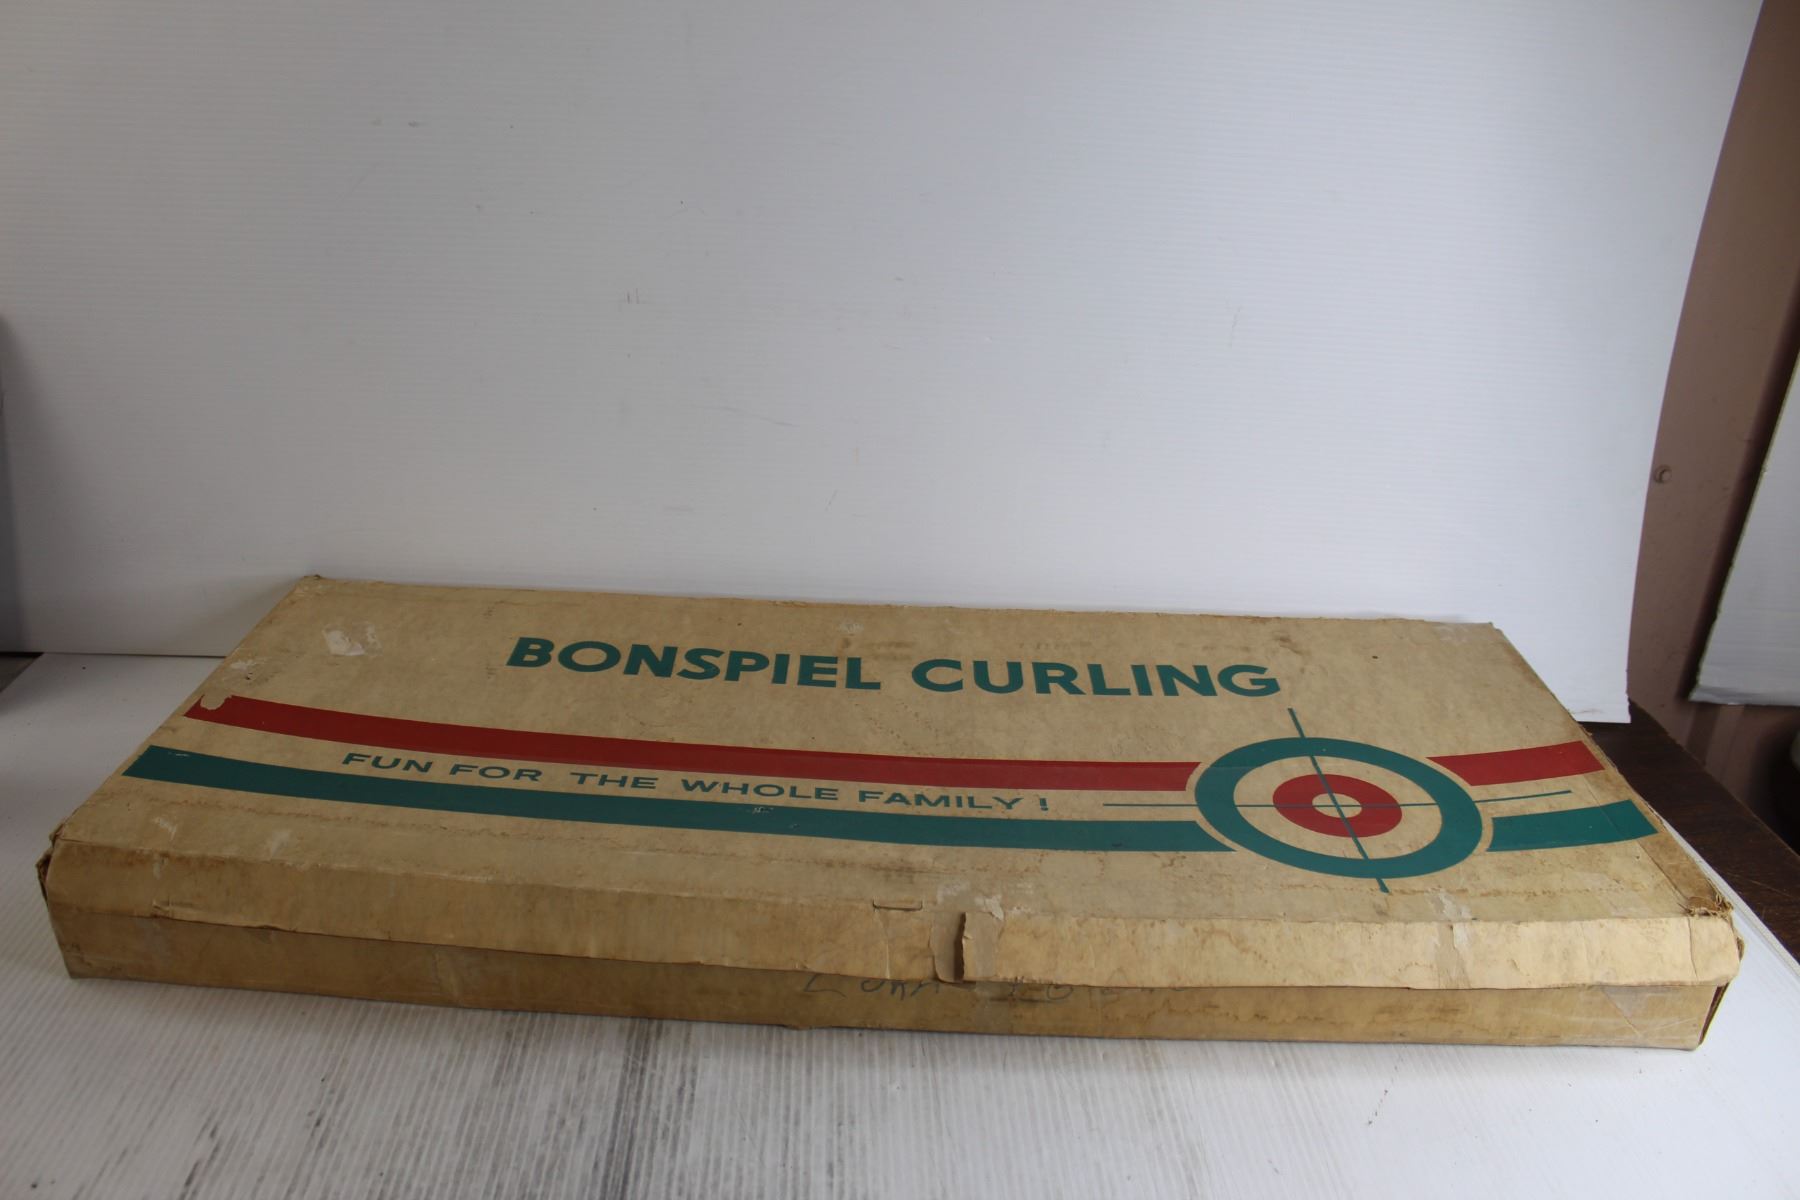 BONSPIEL CURLING
FUN FOR THE WHOLE FAMILY!